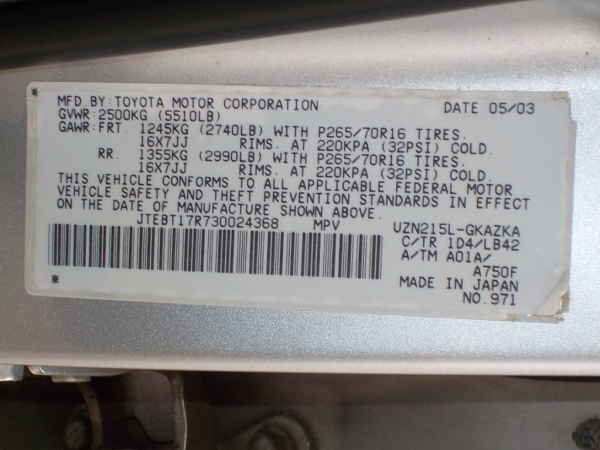 MFD.BY:TOYOTA MOTOR CORPORATION DATE 05/03
GVWR:2500KG (5510LB)
GAWR:FRT. 1245KG (2740LB) WITH P265/70R16 TIRES.
16X7JJ RIMS. AT 220KPA (32PSI) COLD.
RR. 1355KG (2990LB) WITH P265/70R16 TIRES.
16X7JJ RIMS. AT 220KPA (32PSI) COLD.
THIS VEHICLE CONFORMS TO ALL APPLICABLE FEDERAL MOTOR
VEHICLE SAFETY AND THEFT PREVENTION STANDARDS IN EFFECT
ON THE DATE OF MANUFACTURE SHOWN ABOVE.
JTEBT17R730024368 MPV UZN215L-GKAZKA
C/TR 1D4/LB42
A/TM A01A/
A750F
MADE IN JAPAN
NO.971